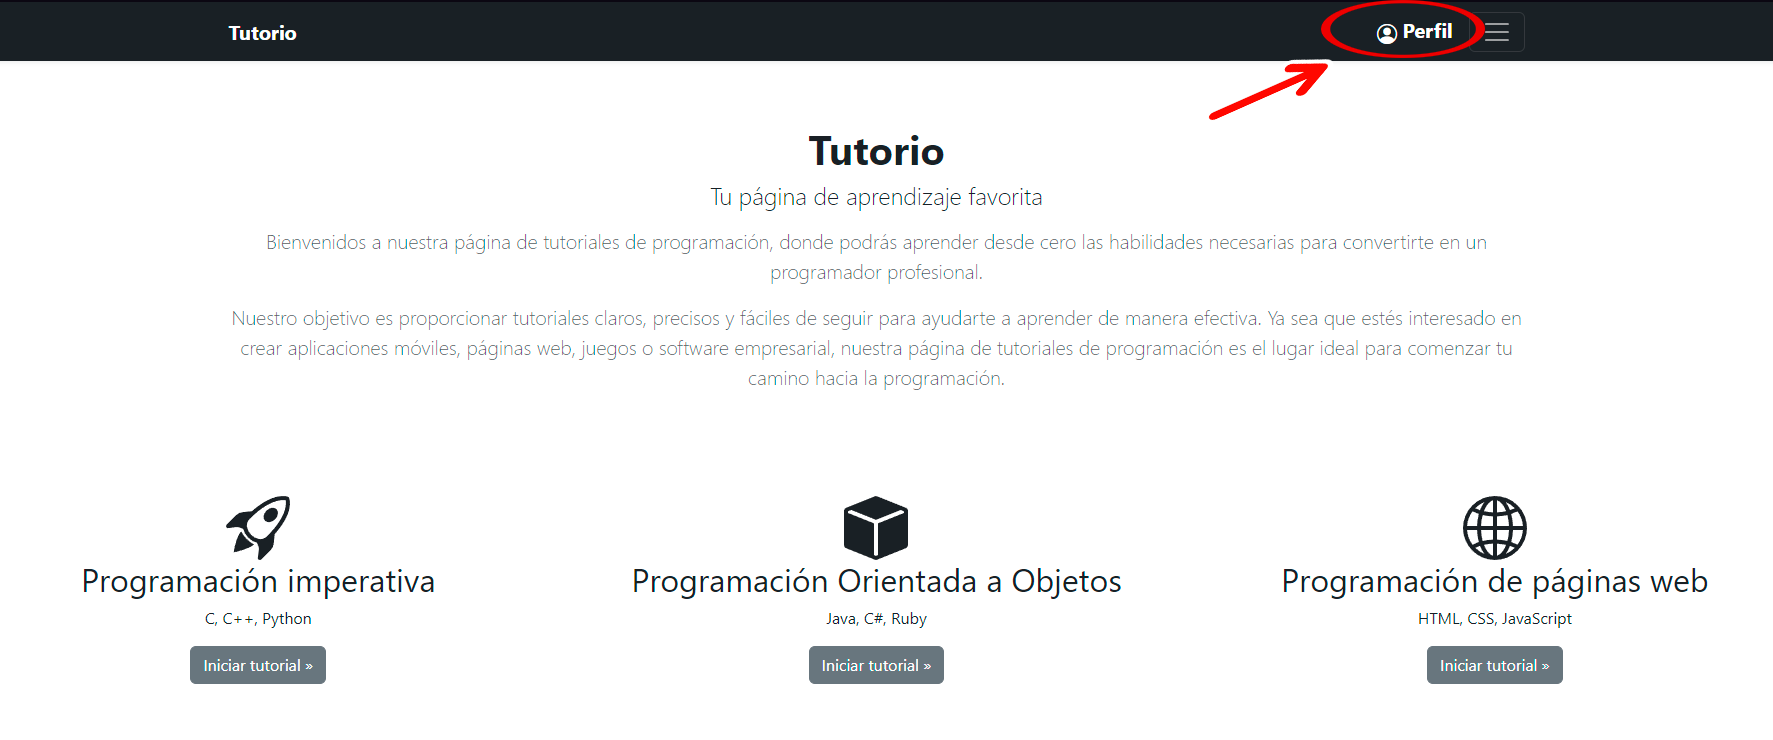 Tutorio
Perfil
Tutorio
Tu página de aprendizaje favorita
Bienvenidos a nuestra página de tutoriales de programación, donde podrás aprender desde cero las habilidades necesarias para convertirte en un
programador profesional.
Nuestro objetivo es proporcionar tutoriales claros, precisos y fáciles de seguir para ayudarte a aprender de manera efectiva. Ya sea que estés interesado en
crear aplicaciones móviles, páginas web, juegos o software empresarial, nuestra página de tutoriales de programación es el lugar ideal para comenzar tu
camino hacia la programación.
Programación imperativa
C, C++, Python
Iniciar tutorial »
Programación Orientada a Objetos
Java, C#, Ruby
Iniciar tutorial »
Programación de páginas web
HTML, CSS, JavaScript
Iniciar tutorial »